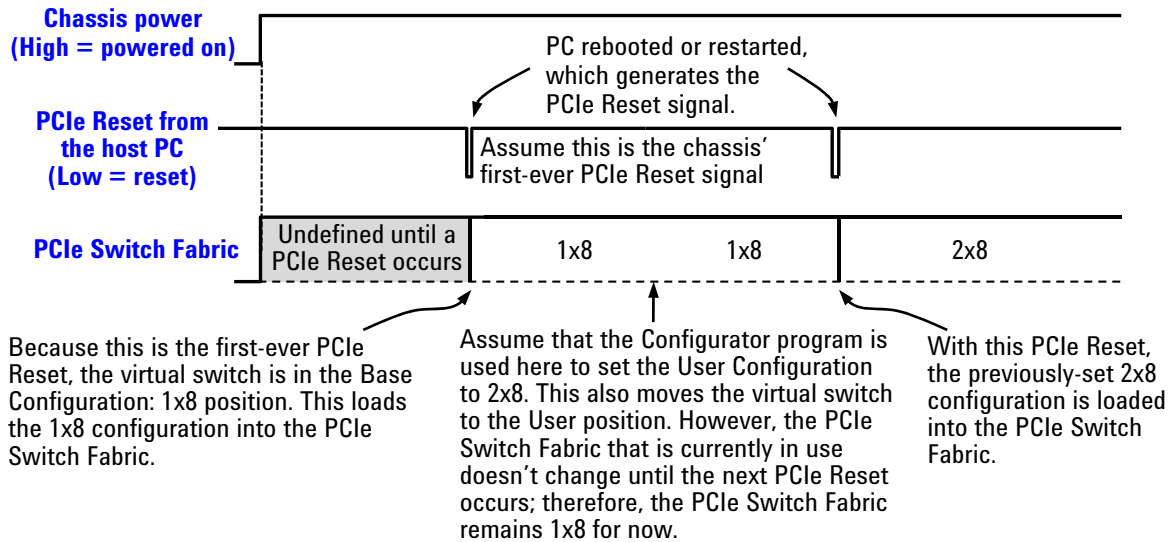 Chassis power
(High = powered on)
PC rebooted or restarted,
which generates the
PCIe Reset signal.
PCIe Reset from
the host PC
(Low = reset)
Assume this is the chassis’
first-ever PCIe Reset signal
PCIe Switch Fabric
Undefined until a
PCIe Reset occurs
1x8
1x8
2x8
Because this is the first-ever PCIe
Reset, the virtual switch is in the Base
Configuration: 1x8 position. This loads
the 1x8 configuration into the PCIe
Switch Fabric.
Assume that the Configurator program is
used here to set the User Configuration
to 2x8. This also moves the virtual switch
to the User position. However, the PCIe
Switch Fabric that is currently in use
doesn’t change until the next PCIe Reset
occurs; therefore, the PCIe Switch Fabric
remains 1x8 for now.
With this PCIe Reset,
the previously-set 2x8
configuration is loaded
into the PCIe Switch
Fabric.